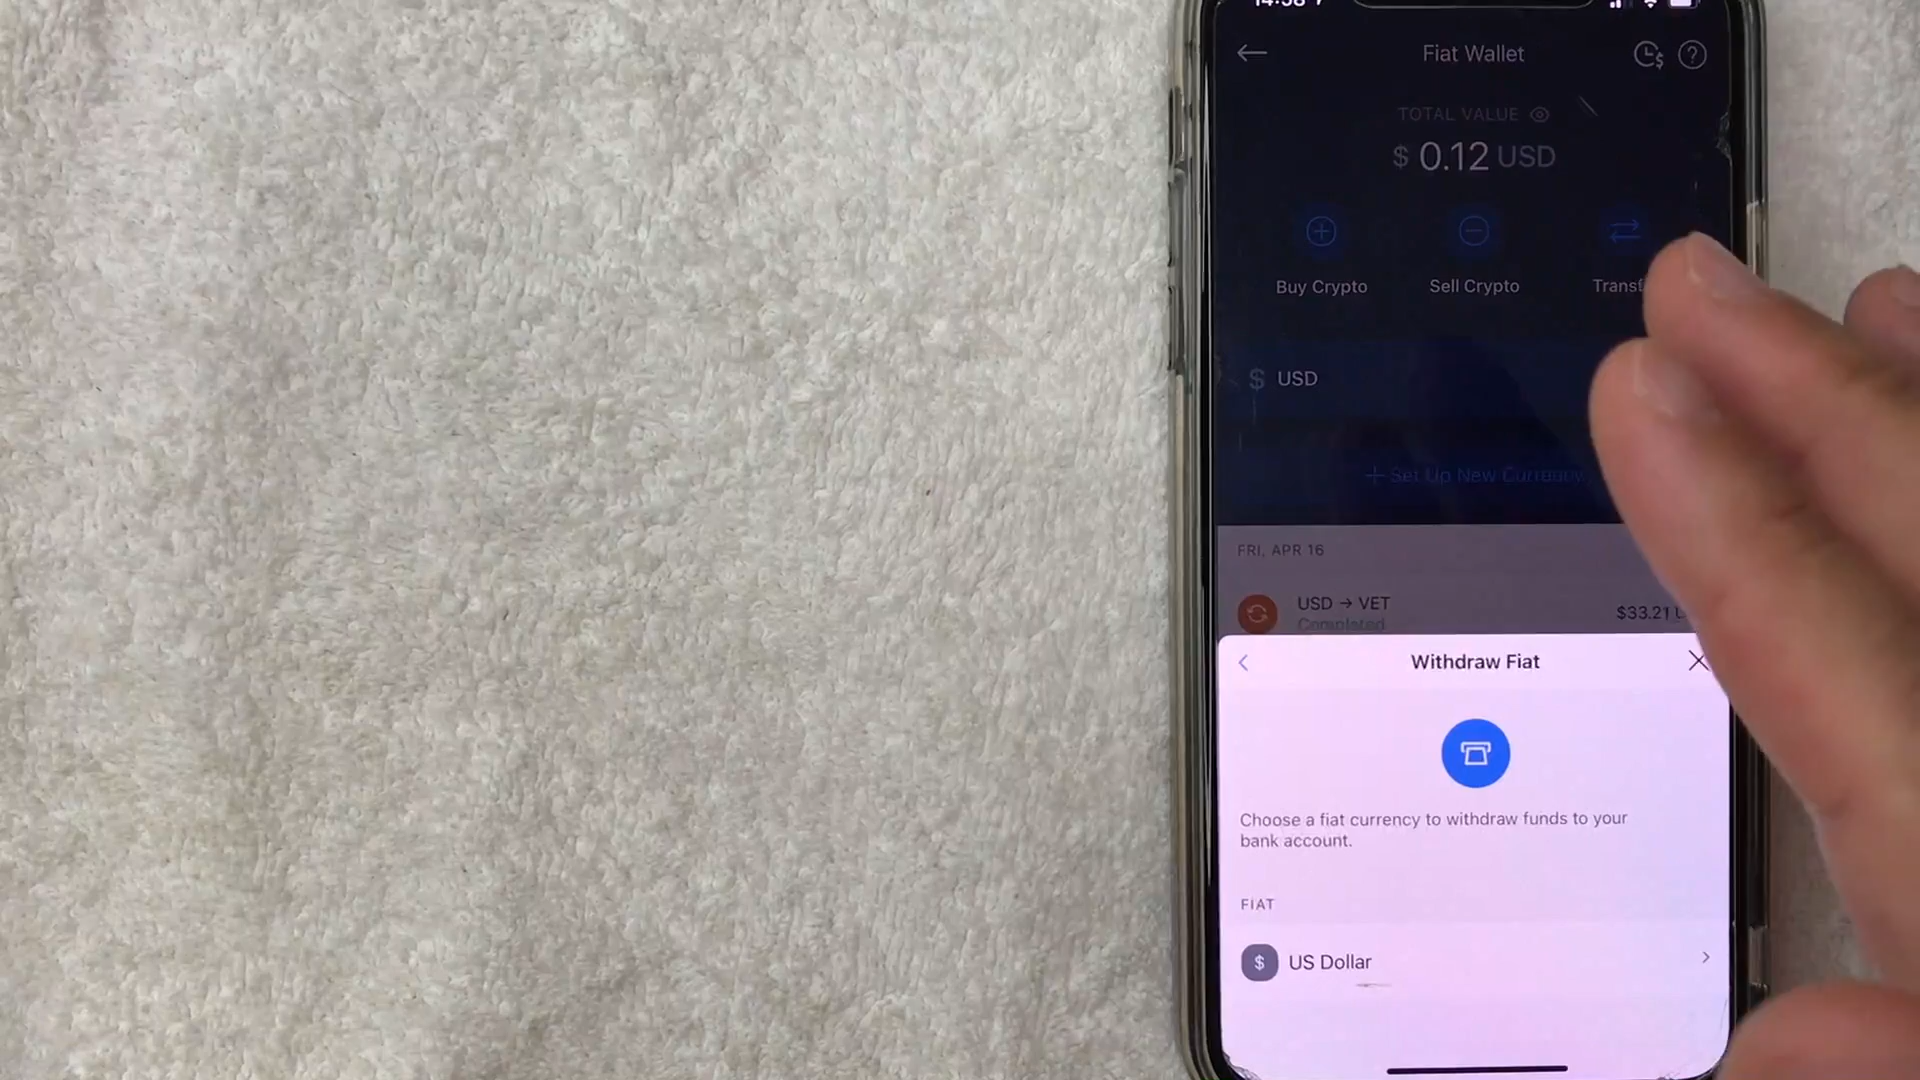 14:58
Fiat Wallet
TOTAL VALUE
$ 0.12 USD
Buy Crypto
Sell Crypto
$ USD
+ Set Up New Currency
FRI, APR 16
USD → VET
$33.21
Completed
Withdraw Fiat
Choose a fiat currency to withdraw funds to your
bank account.
FIAT
$ US Dollar